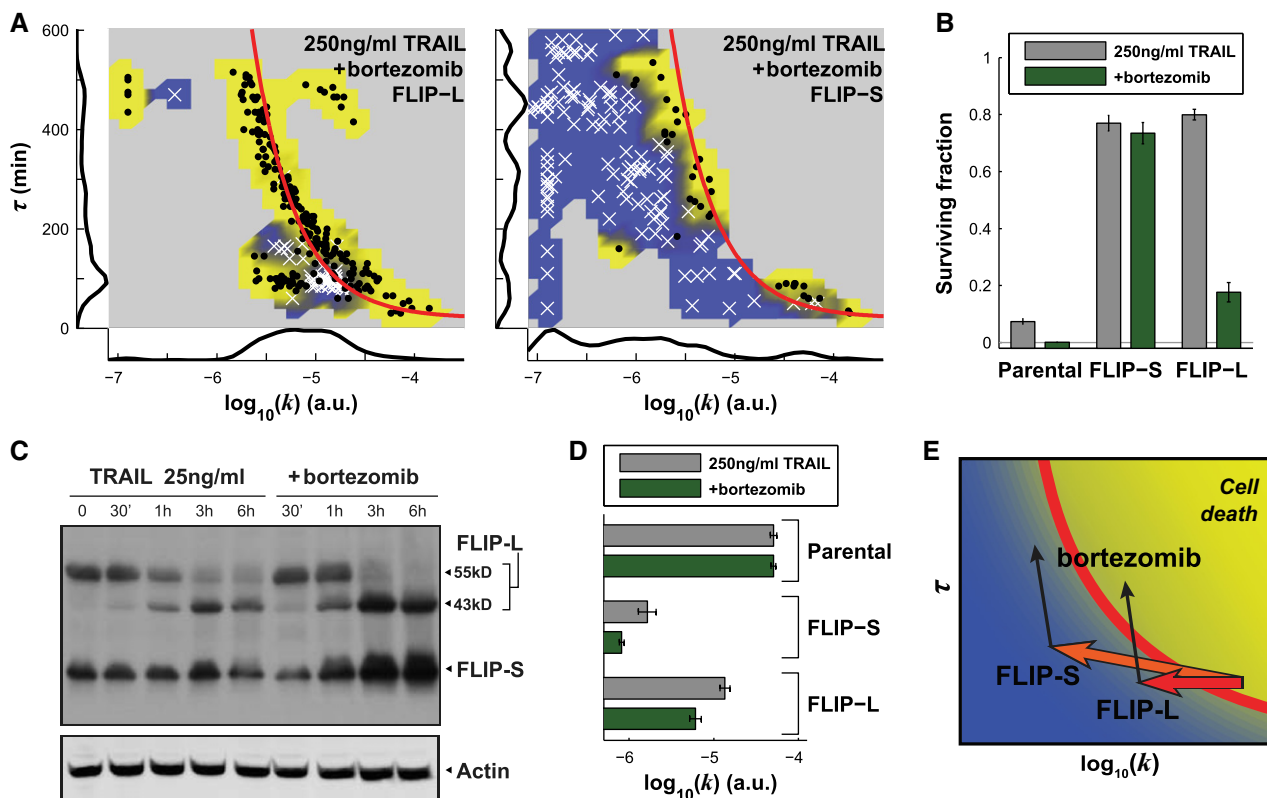 A
600
400
200
0
τ (min)
250ng/ml TRAIL
+bortezomib
FLIP−L
−7
−6
−5
−4
log10(k) (a.u.)
250ng/ml TRAIL
+bortezomib
FLIP−S
−7
−6
−5
−4
log10(k) (a.u.)
B
250ng/ml TRAIL
+bortezomib
1
0.8
0.6
0.4
0.2
0
Surviving fraction
Parental FLIP−S FLIP−L
C
TRAIL 25ng/ml +bortezomib
0 30' 1h 3h 6h 30' 1h 3h 6h
FLIP-L
55kD
43kD
FLIP-S
Actin
D
250ng/ml TRAIL
+bortezomib
Parental
FLIP−S
FLIP−L
−6 −5 −4
log10(k) (a.u.)
E
Cell
death
bortezomib
FLIP-S
FLIP-L
τ
log10(k)